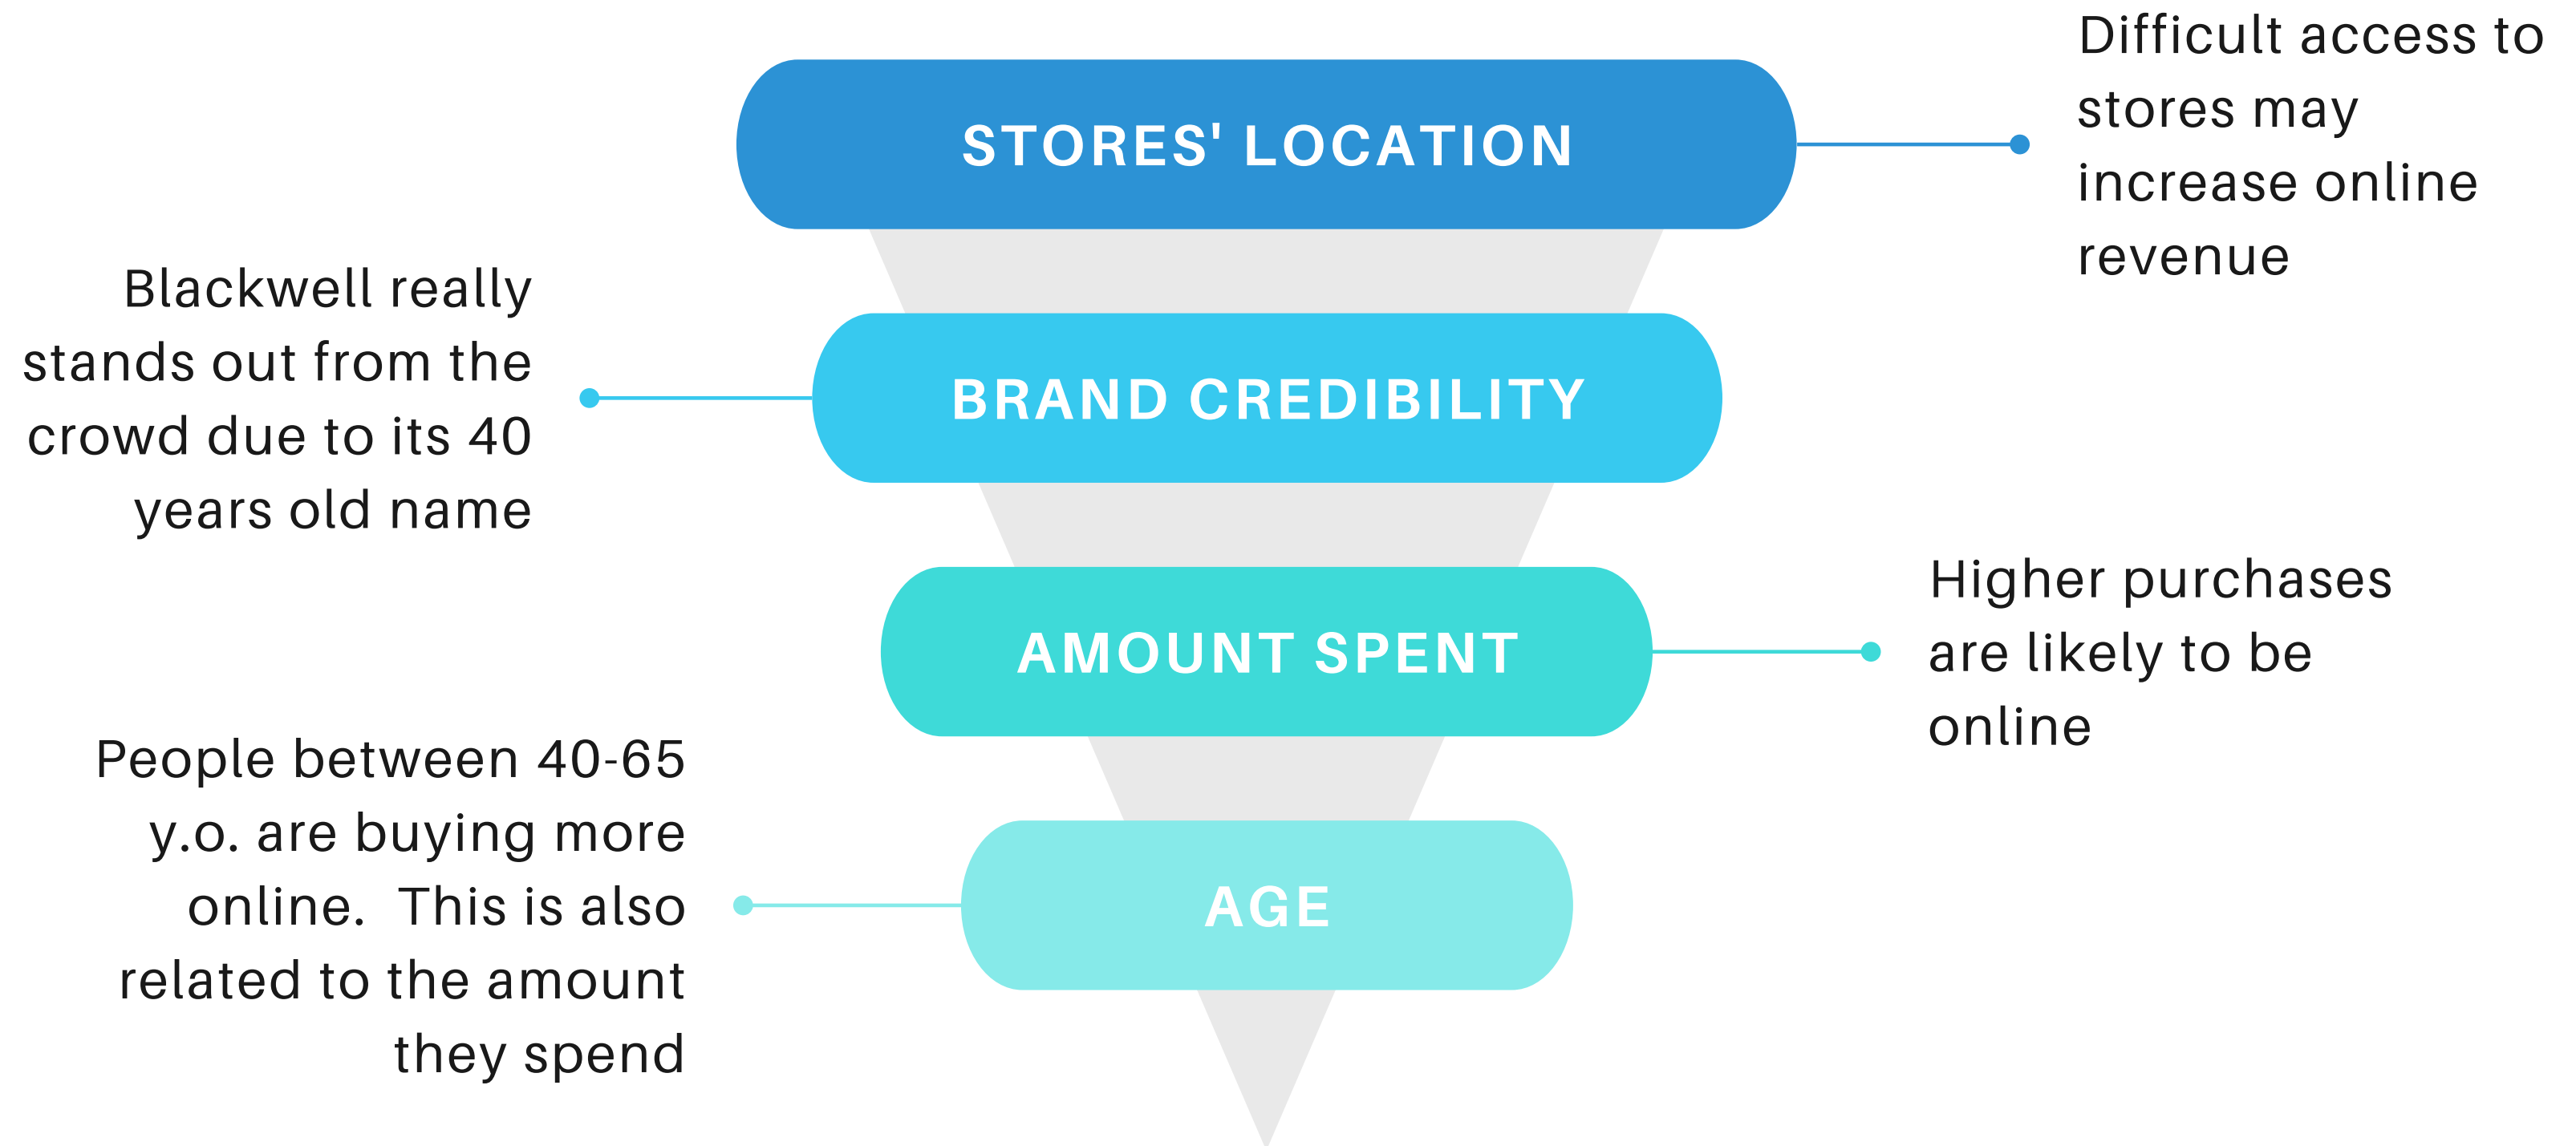 STORES' LOCATION
Difficult access to
stores may
increase online
revenue
Blackwell really
stands out from the
crowd due to its 40
years old name
BRAND CREDIBILITY
AMOUNT SPENT
Higher purchases
are likely to be
online
People between 40-65
y.o. are buying more
online.  This is also
related to the amount
they spend
AGE